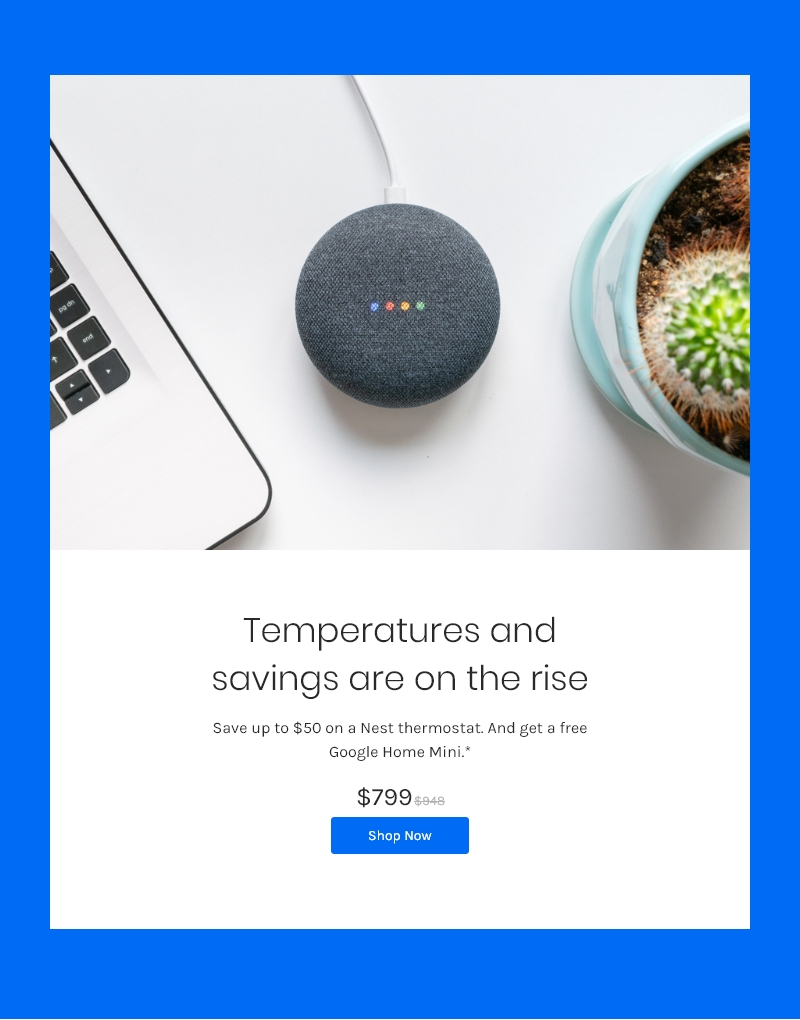 pg dn
end
Temperatures and
savings are on the rise
Save up to $50 on a Nest thermostat. And get a free
Google Home Mini.*
$799 $948
Shop Now